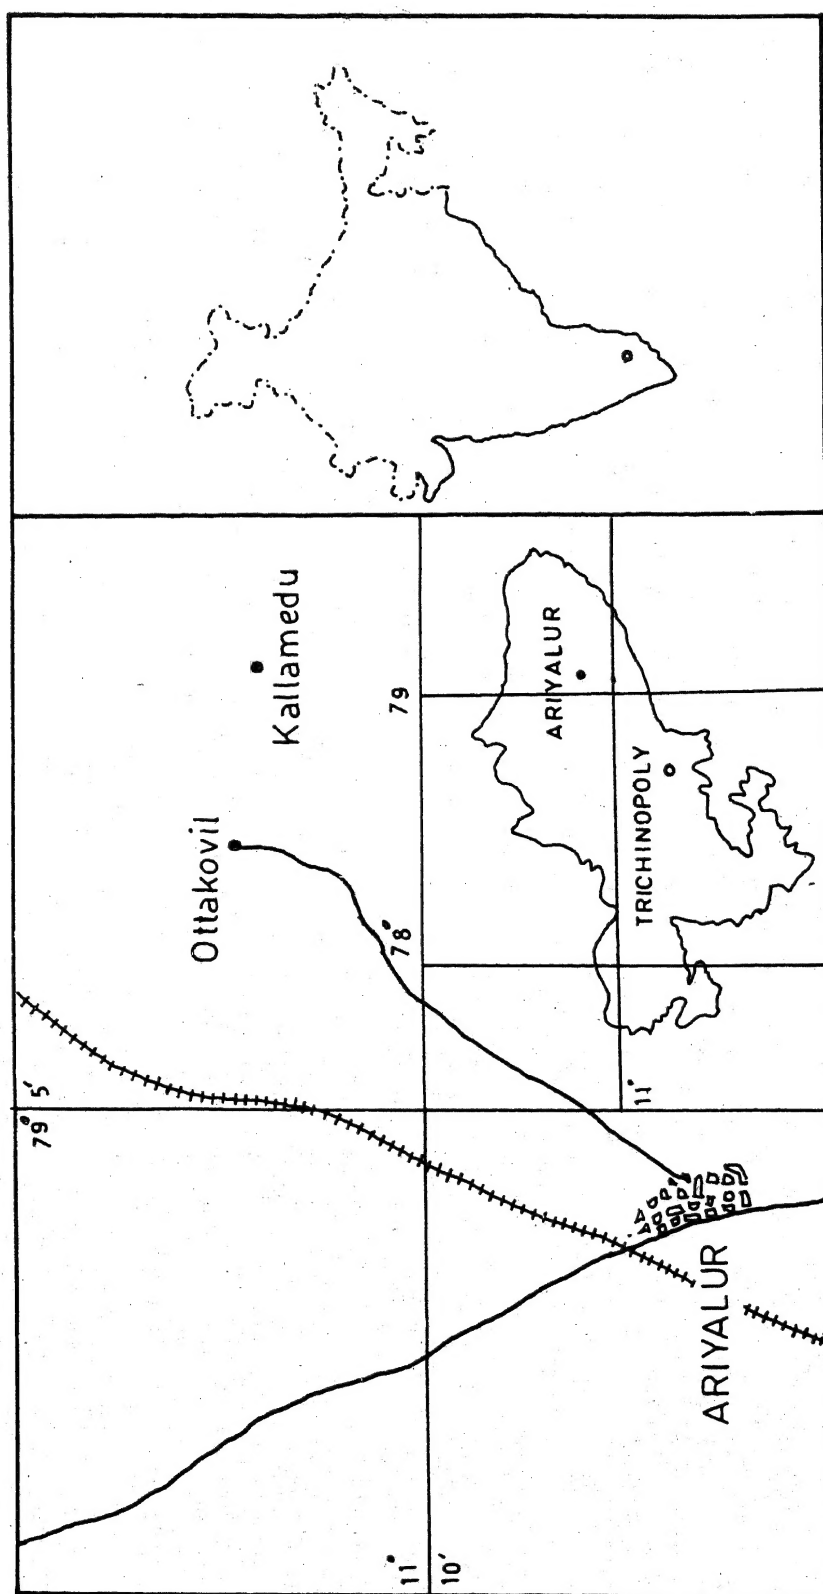 Kallamedu
Ottakovil
79
78°
ARIYALUR
TRICHINOPOLY
11°
79° 5'
ARIYALUR
11°
10'